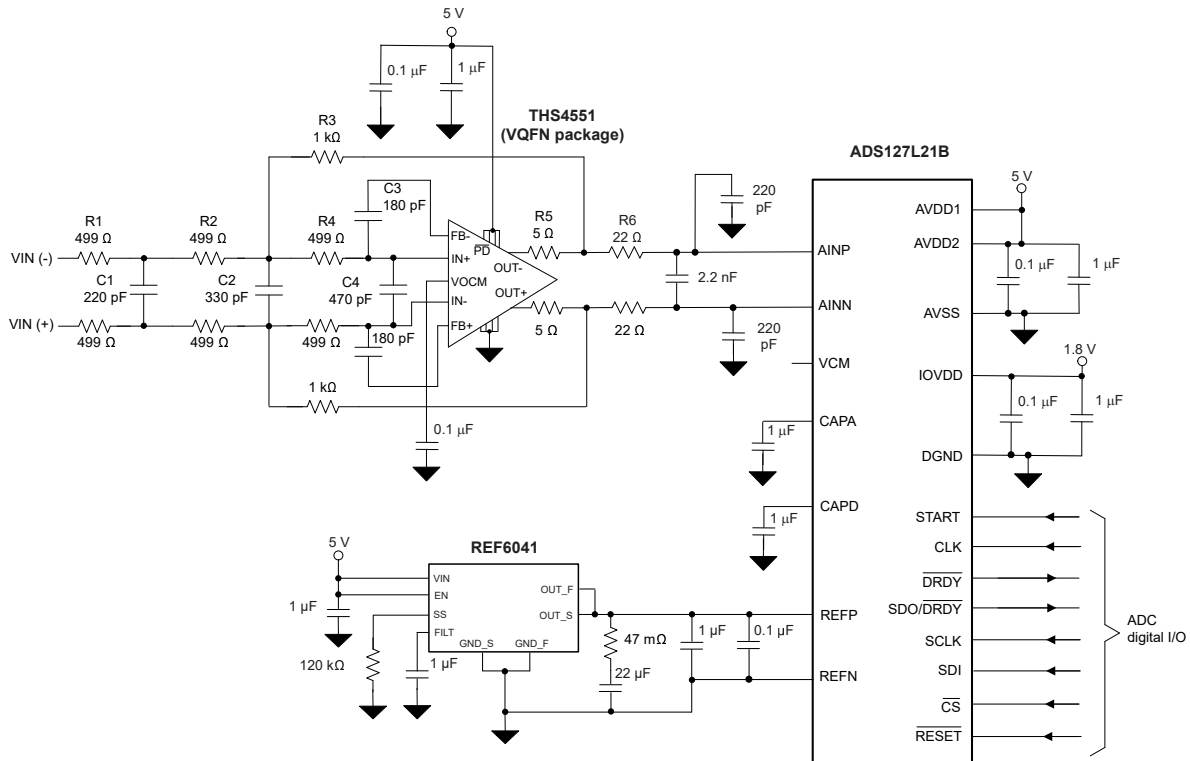 5 V
0.1 µF
1 µF
THS4551
(VQFN package)
R3
1 kΩ
C3
180 pF
R1
499 Ω
R2
499 Ω
R4
499 Ω
VIN (-)
C1
220 pF
C2
330 pF
C4
470 pF
VIN (+)
499 Ω
499 Ω
499 Ω
180 pF
1 kΩ
0.1 µF
FB-
IN+
VOCM
IN-
FB+
PD
OUT-
OUT+
R5
5 Ω
R6
22 Ω
5 Ω
22 Ω
220
pF
2.2 nF
220
pF
ADS127L21B
AINP
AINN
VCM
CAPA
1 µF
CAPD
1 µF
REFP
REFN
AVDD1
AVDD2
AVSS
IOVDD
DGND
START
CLK
DRDY
SDO/DRDY
SCLK
SDI
CS
RESET
5 V
0.1 µF
1 µF
1.8 V
0.1 µF
1 µF
ADC
digital I/O
REF6041
5 V
1 µF
120 kΩ
1 µF
VIN
EN
SS
FILT
GND_S
GND_F
OUT_F
OUT_S
47 mΩ
22 µF
1 µF
0.1 µF